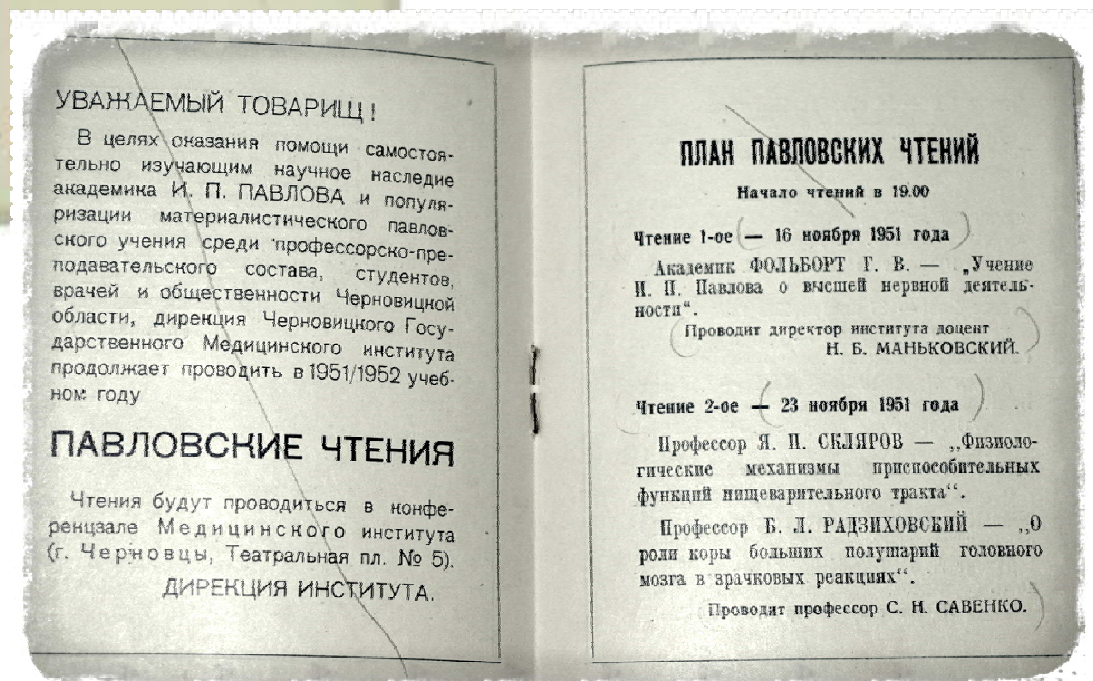 УВАЖАЕМЫЙ ТОВАРИЩ!
В целях оказания помощи самостоя-
тельно изучающим научное наследие
академика И. П. ПАВЛОВА и популя-
ризации материалистического павлов-
ского учения среди профессорско-пре-
подавательского состава, студентов,
врачей и общественности Черновицкой
области, дирекция Черновицкого Госу-
дарственного Медицинского института
продолжает проводить в 1951/1952 учеб-
ном году
ПАВЛОВСКИЕ ЧТЕНИЯ
Чтения будут проводиться в конфе-
ренцзале Медицинского института
(г. Черновцы, Театральная пл. № 5).
ДИРЕКЦИЯ ИНСТИТУТА.
ПЛАН ПАВЛОВСКИХ ЧТЕНИЙ
Начало чтений в 19.00
Чтение 1-ое — 16 ноября 1951 года
Академик ФОЛЬБОРТ Г. В. — „Учение
И. П. Павлова о высшей нервной деятель-
ности“.
Проводит директор института доцент
Н. Б. МАНЬКОВСКИЙ.
Чтение 2-ое — 23 ноября 1951 года
Профессор Я. П. СКЛЯРОВ — „Физиоло-
гические механизмы приспособительных
функций пищеварительного тракта“.
Профессор Б. Л. РАДЗИХОВСКИЙ — „О
роли коры больших полушарий головного
мозга в зрачковых реакциях“.
Проводит профессор С. Н. САВЕНКО.